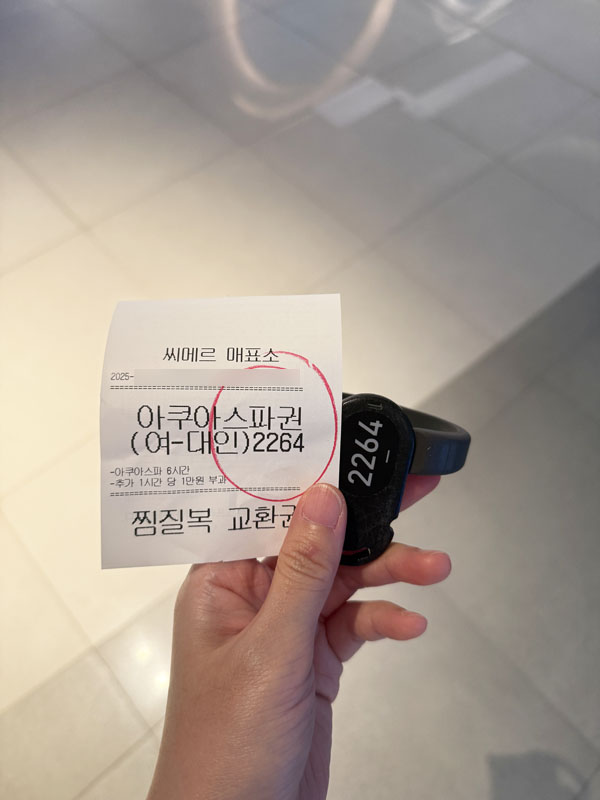 씨메르 매표소
2025-
아쿠아스파권
(여-대인)2264
-아쿠아스파 6시간
-추가 1시간 당 1만원 부과
찜질복 교환권
2264